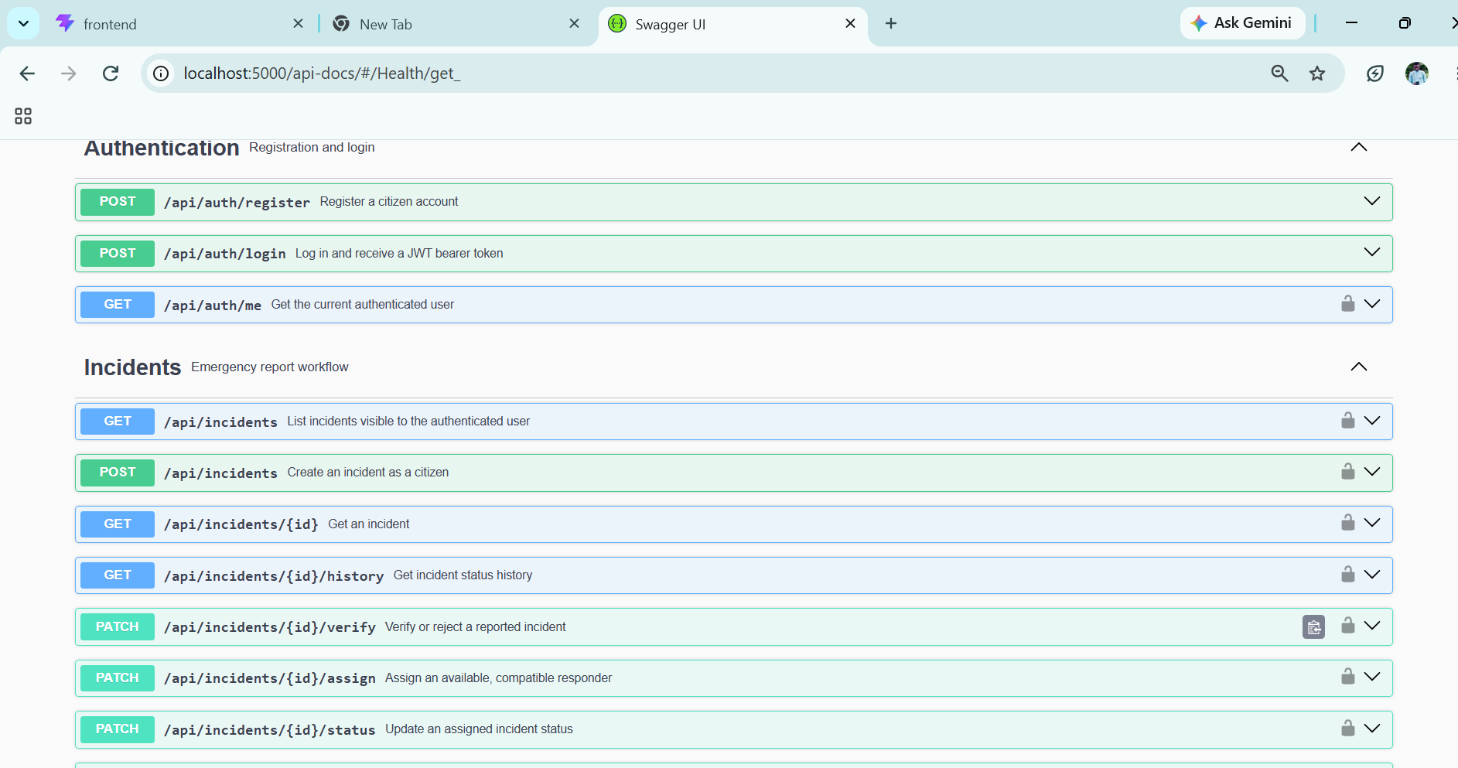 frontend
New Tab
Swagger UI
Ask Gemini
localhost:5000/api-docs/#/Health/get_
Authentication Registration and login
POST /api/auth/register Register a citizen account
POST /api/auth/login Log in and receive a JWT bearer token
GET /api/auth/me Get the current authenticated user
Incidents Emergency report workflow
GET /api/incidents List incidents visible to the authenticated user
POST /api/incidents Create an incident as a citizen
GET /api/incidents/{id} Get an incident
GET /api/incidents/{id}/history Get incident status history
PATCH /api/incidents/{id}/verify Verify or reject a reported incident
PATCH /api/incidents/{id}/assign Assign an available, compatible responder
PATCH /api/incidents/{id}/status Update an assigned incident status